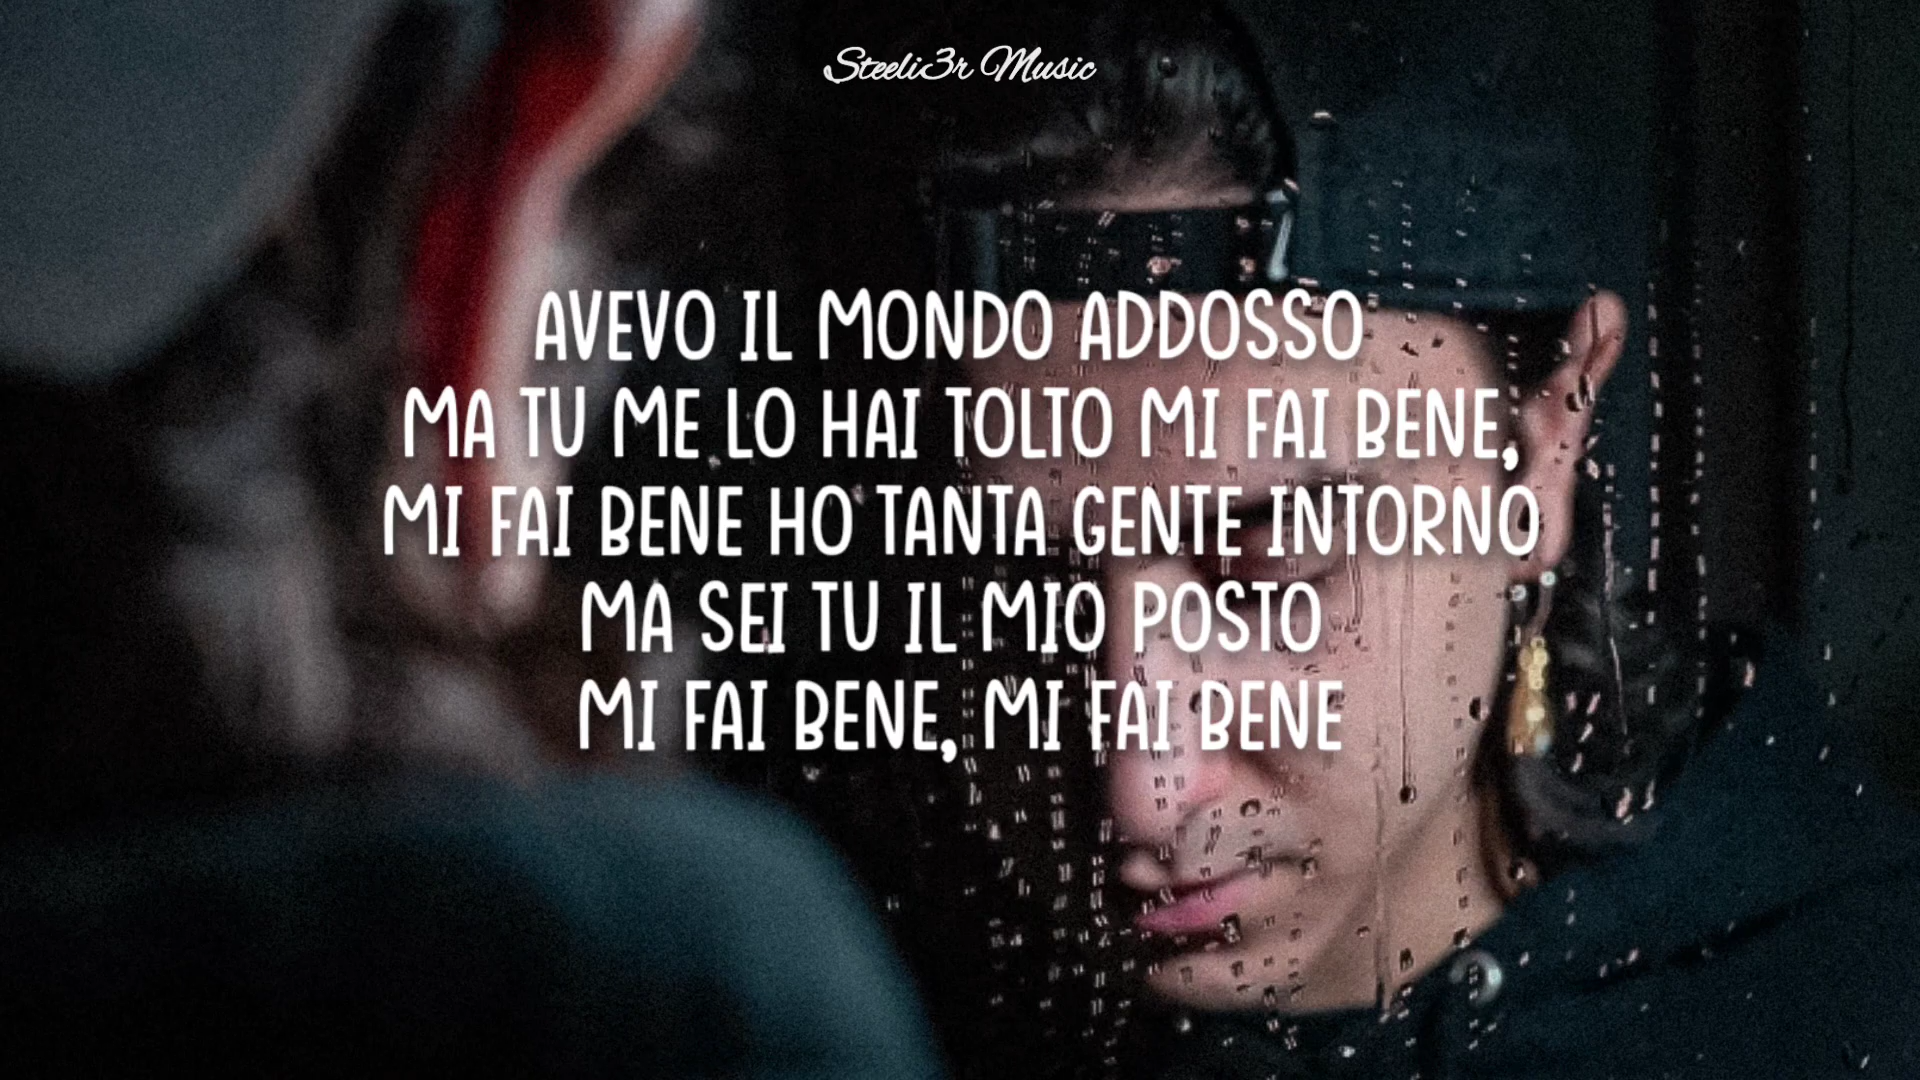 Steeli3r Music
AVEVO IL MONDO ADDOSSO
MA TU ME LO HAI TOLTO MI FAI BENE,
MI FAI BENE HO TANTA GENTE INTORNO
MA SEI TU IL MIO POSTO
MI FAI BENE, MI FAI BENE